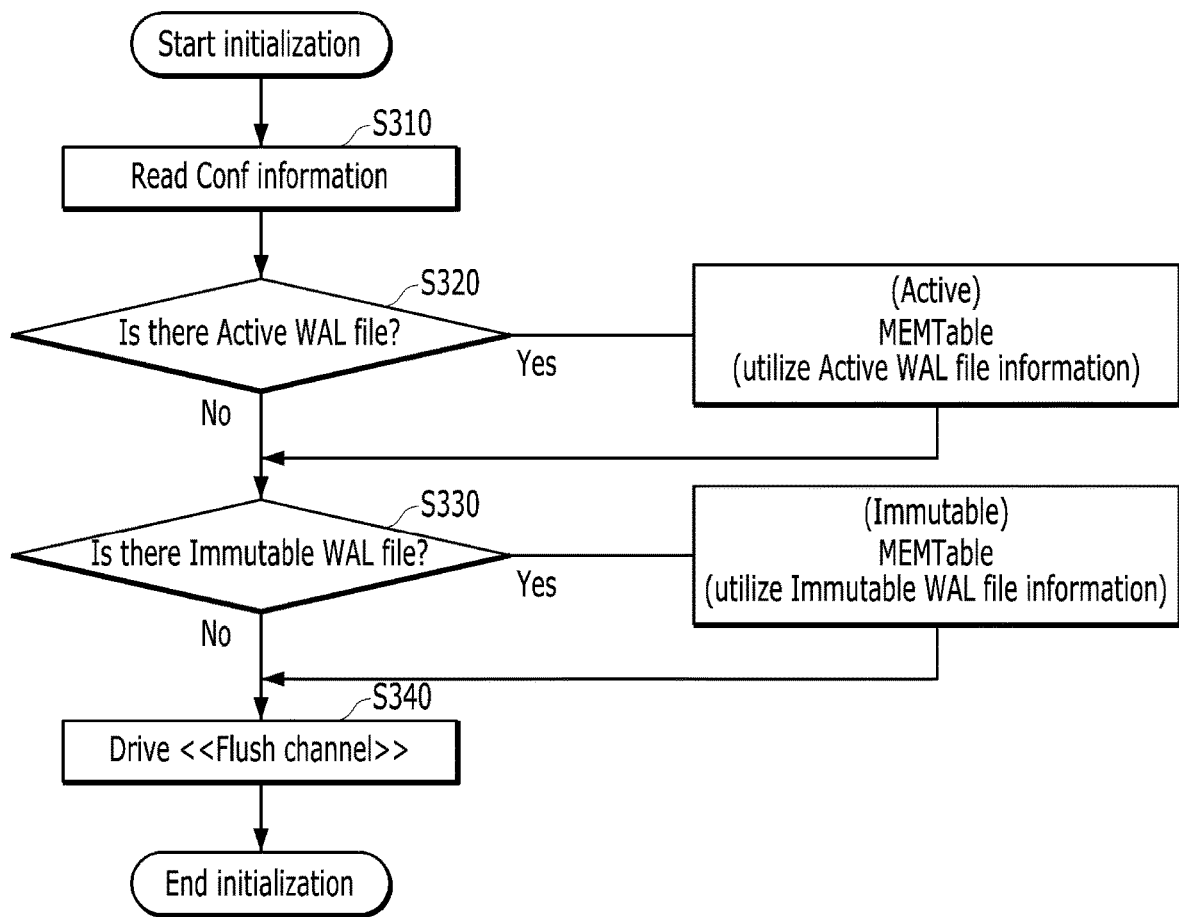 Start initialization
S310
Read Conf information
S320
Is there Active WAL file?
Yes
No
(Active)
MEMTable
(utilize Active WAL file information)
S330
Is there Immutable WAL file?
Yes
No
(Immutable)
MEMTable
(utilize Immutable WAL file information)
S340
Drive <<Flush channel>>
End initialization